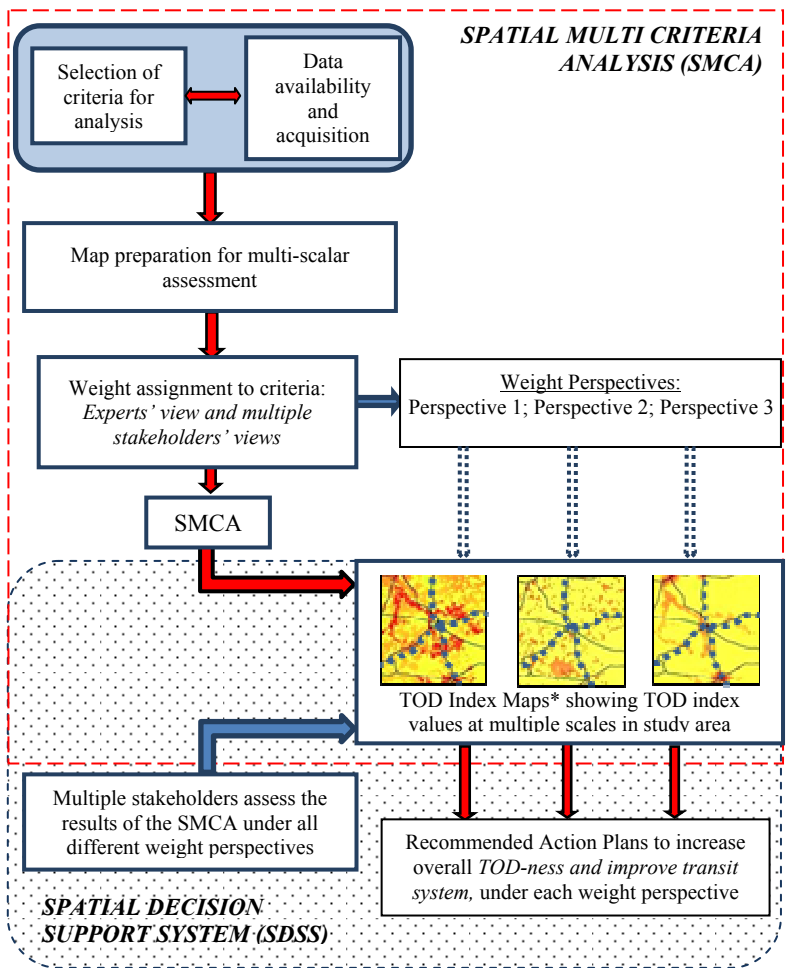 SPATIAL MULTI CRITERIA
ANALYSIS (SMCA)
Selection of
criteria for
analysis
Data
availability
and
acquisition
Map preparation for multi-scalar
assessment
Weight assignment to criteria:
Experts' view and multiple
stakeholders' views
Weight Perspectives:
Perspective 1; Perspective 2; Perspective 3
SMCA
TOD Index Maps* showing TOD index
values at multiple scales in study area
Multiple stakeholders assess the
results of the SMCA under all
different weight perspectives
Recommended Action Plans to increase
overall TOD-ness and improve transit
system, under each weight perspective
SPATIAL DECISION
SUPPORT SYSTEM (SDSS)